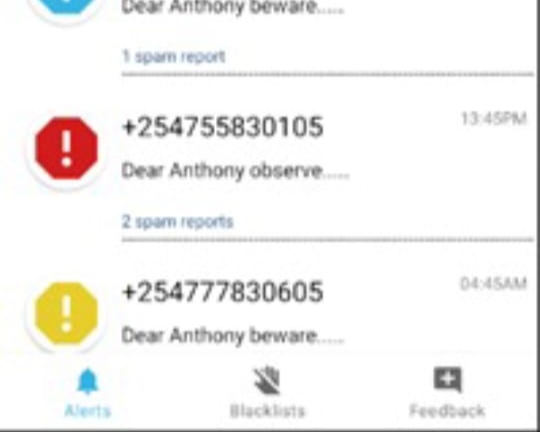 Dear Anthony beware.....
1 spam report
+254755830105
13:45PM
Dear Anthony observe.....
2 spam reports
+254777830605
04:45AM
Dear Anthony beware.....
Alerts
Blacklists
Feedback